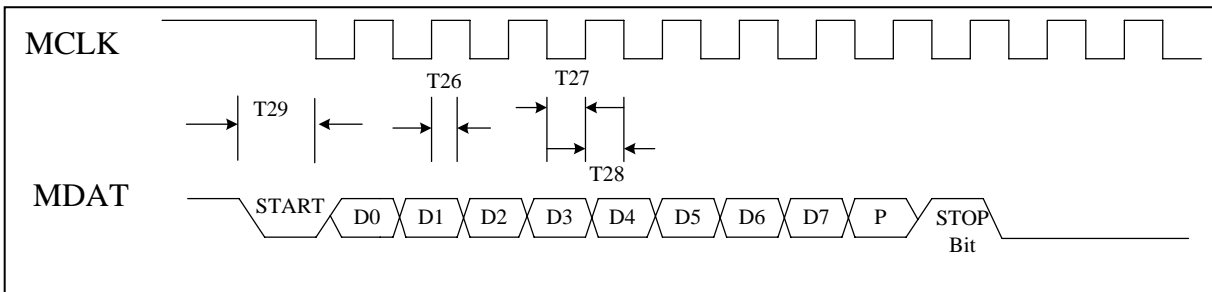 MCLK
T26
T27
T29
T28
MDAT
START D0 D1 D2 D3 D4 D5 D6 D7 P STOP
Bit